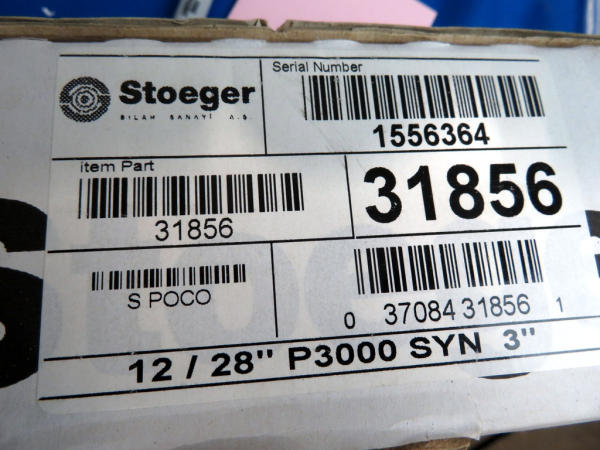 Stoeger
SILAH SANAYİ A.Ş.
Serial Number
1556364
item Part
31856
31856
S POCO
0 37084 31856 1
12 / 28" P3000 SYN 3"